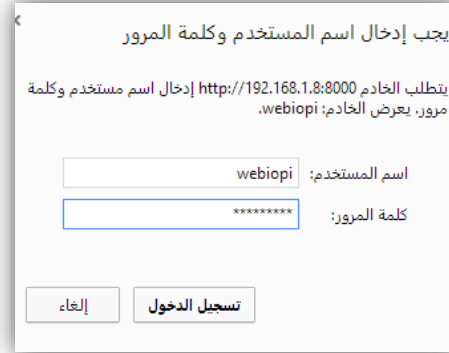 يجب إدخال اسم المستخدم وكلمة المرور
يتطلب الخادم http://192.168.1.8:8000 إدخال اسم مستخدم وكلمة
مرور. يعرض الخادم: webiopi.
اسم المستخدم: webiopi
كلمة المرور: *********
تسجيل الدخول إلغاء